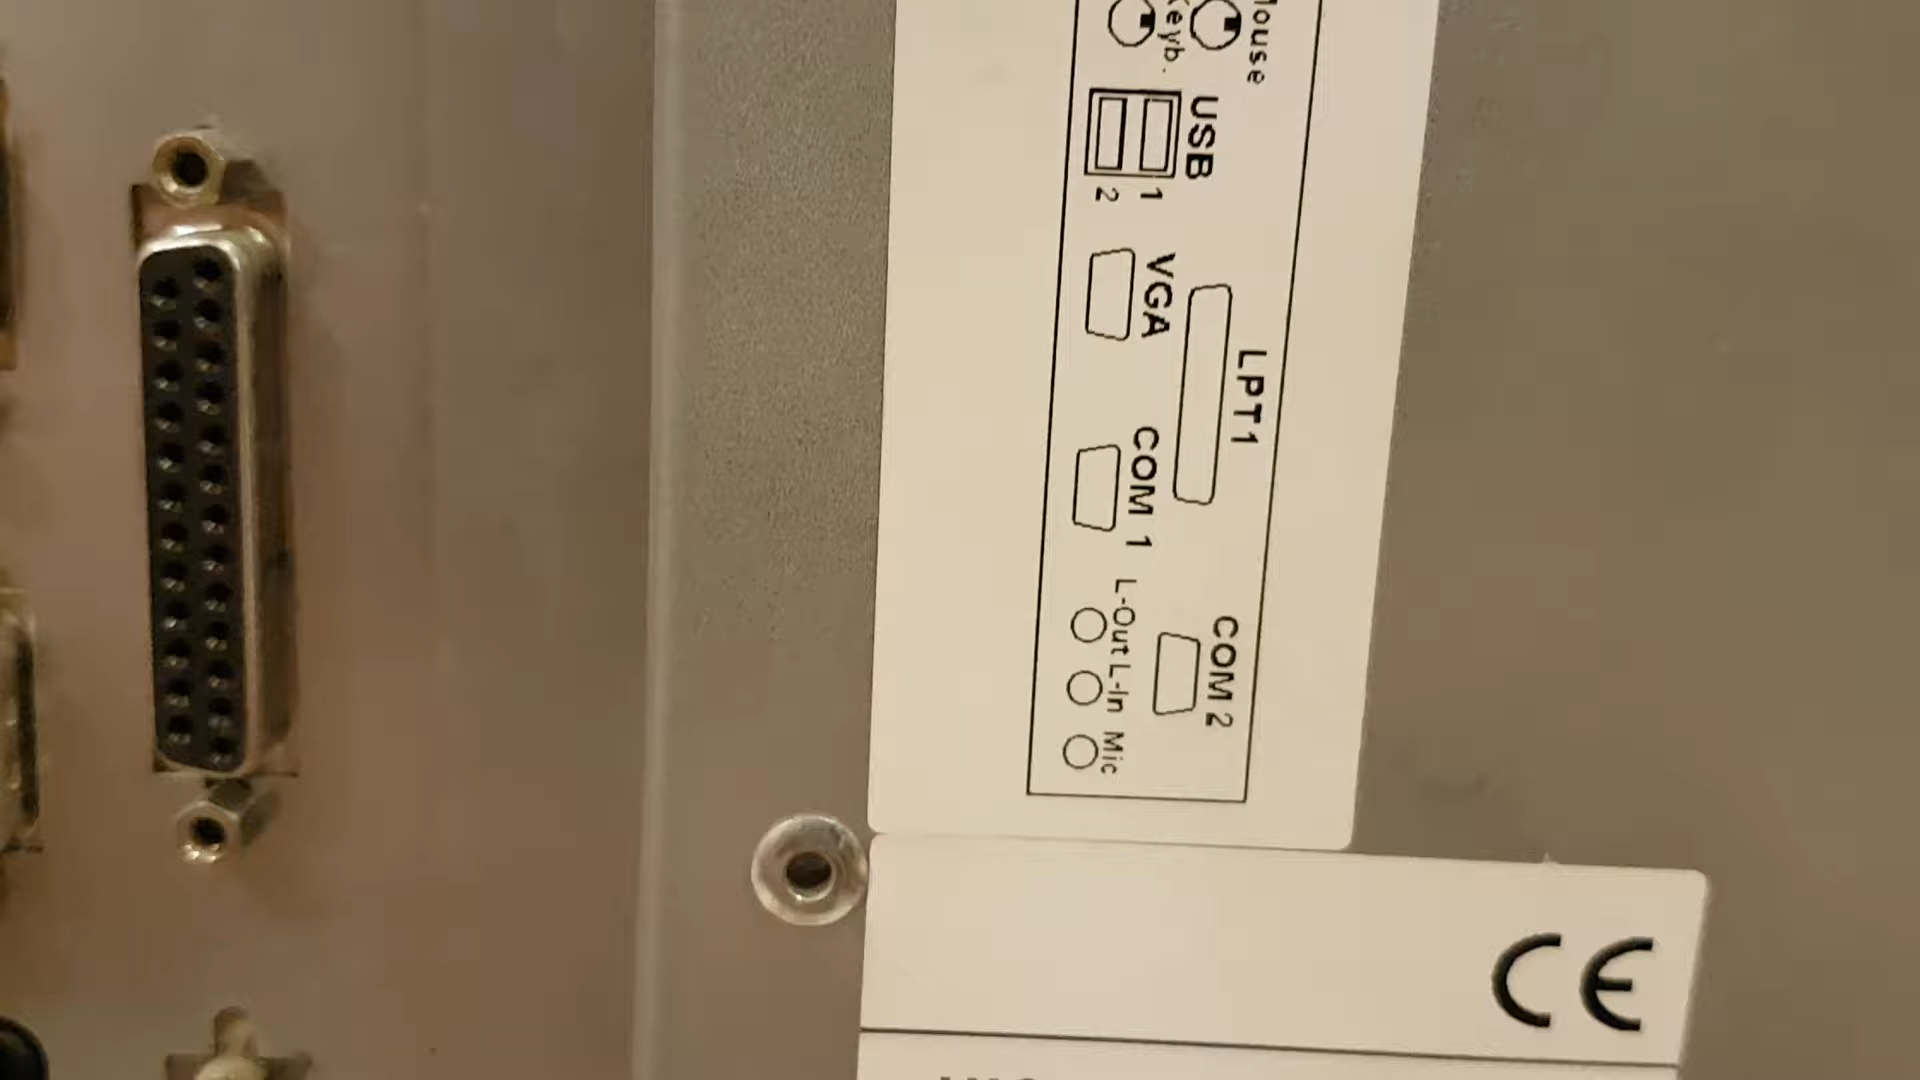 Mouse
Keyb.
USB
1
2
VGA
LPT1
COM 1
COM 2
L-Out L-In Mic
CE